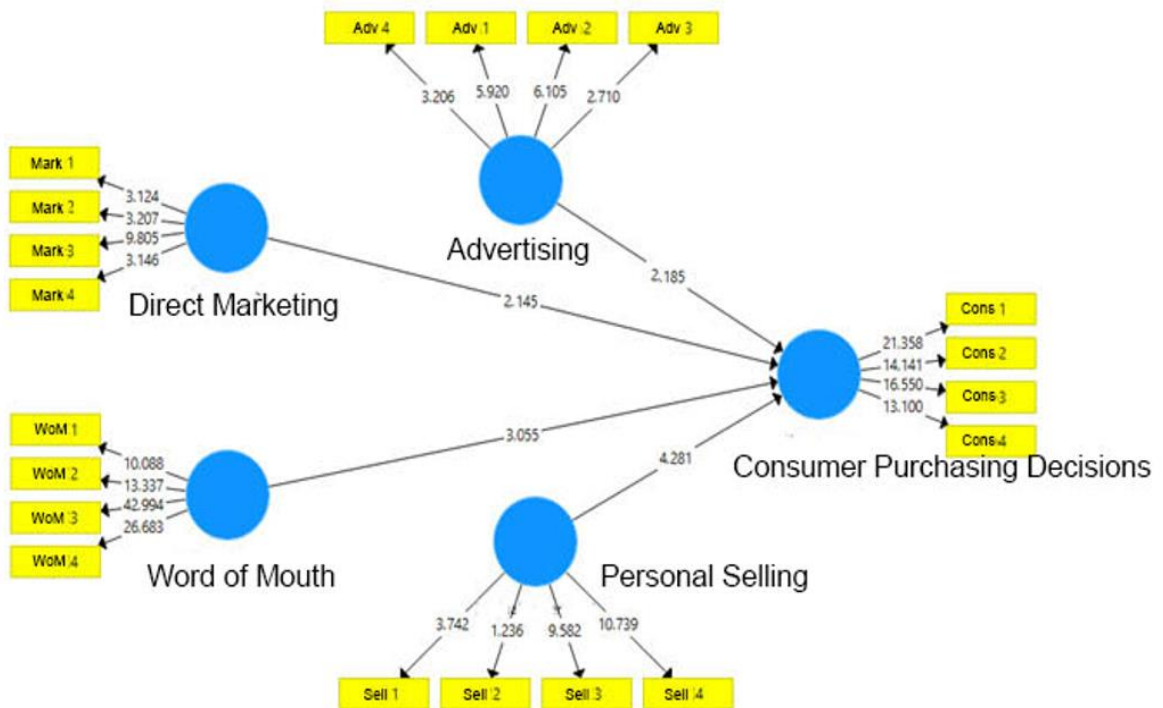 Adv 4
Adv 1
Adv 2
Adv 3
3.206
5.920
6.105
2.710
Advertising
Mark 1
Mark 2
Mark 3
Mark 4
3.124
3.207
9.805
3.146
Direct Marketing
2.185
2.145
Cons 1
Cons 2
Cons 3
Cons 4
21.358
14.141
16.550
13.100
Consumer Purchasing Decisions
WoM 1
WoM 2
WoM 3
WoM 4
10.088
13.337
42.994
26.683
Word of Mouth
3.055
4.281
Personal Selling
3.742
1.236
9.582
10.739
Sell 1
Sell 2
Sell 3
Sell 4